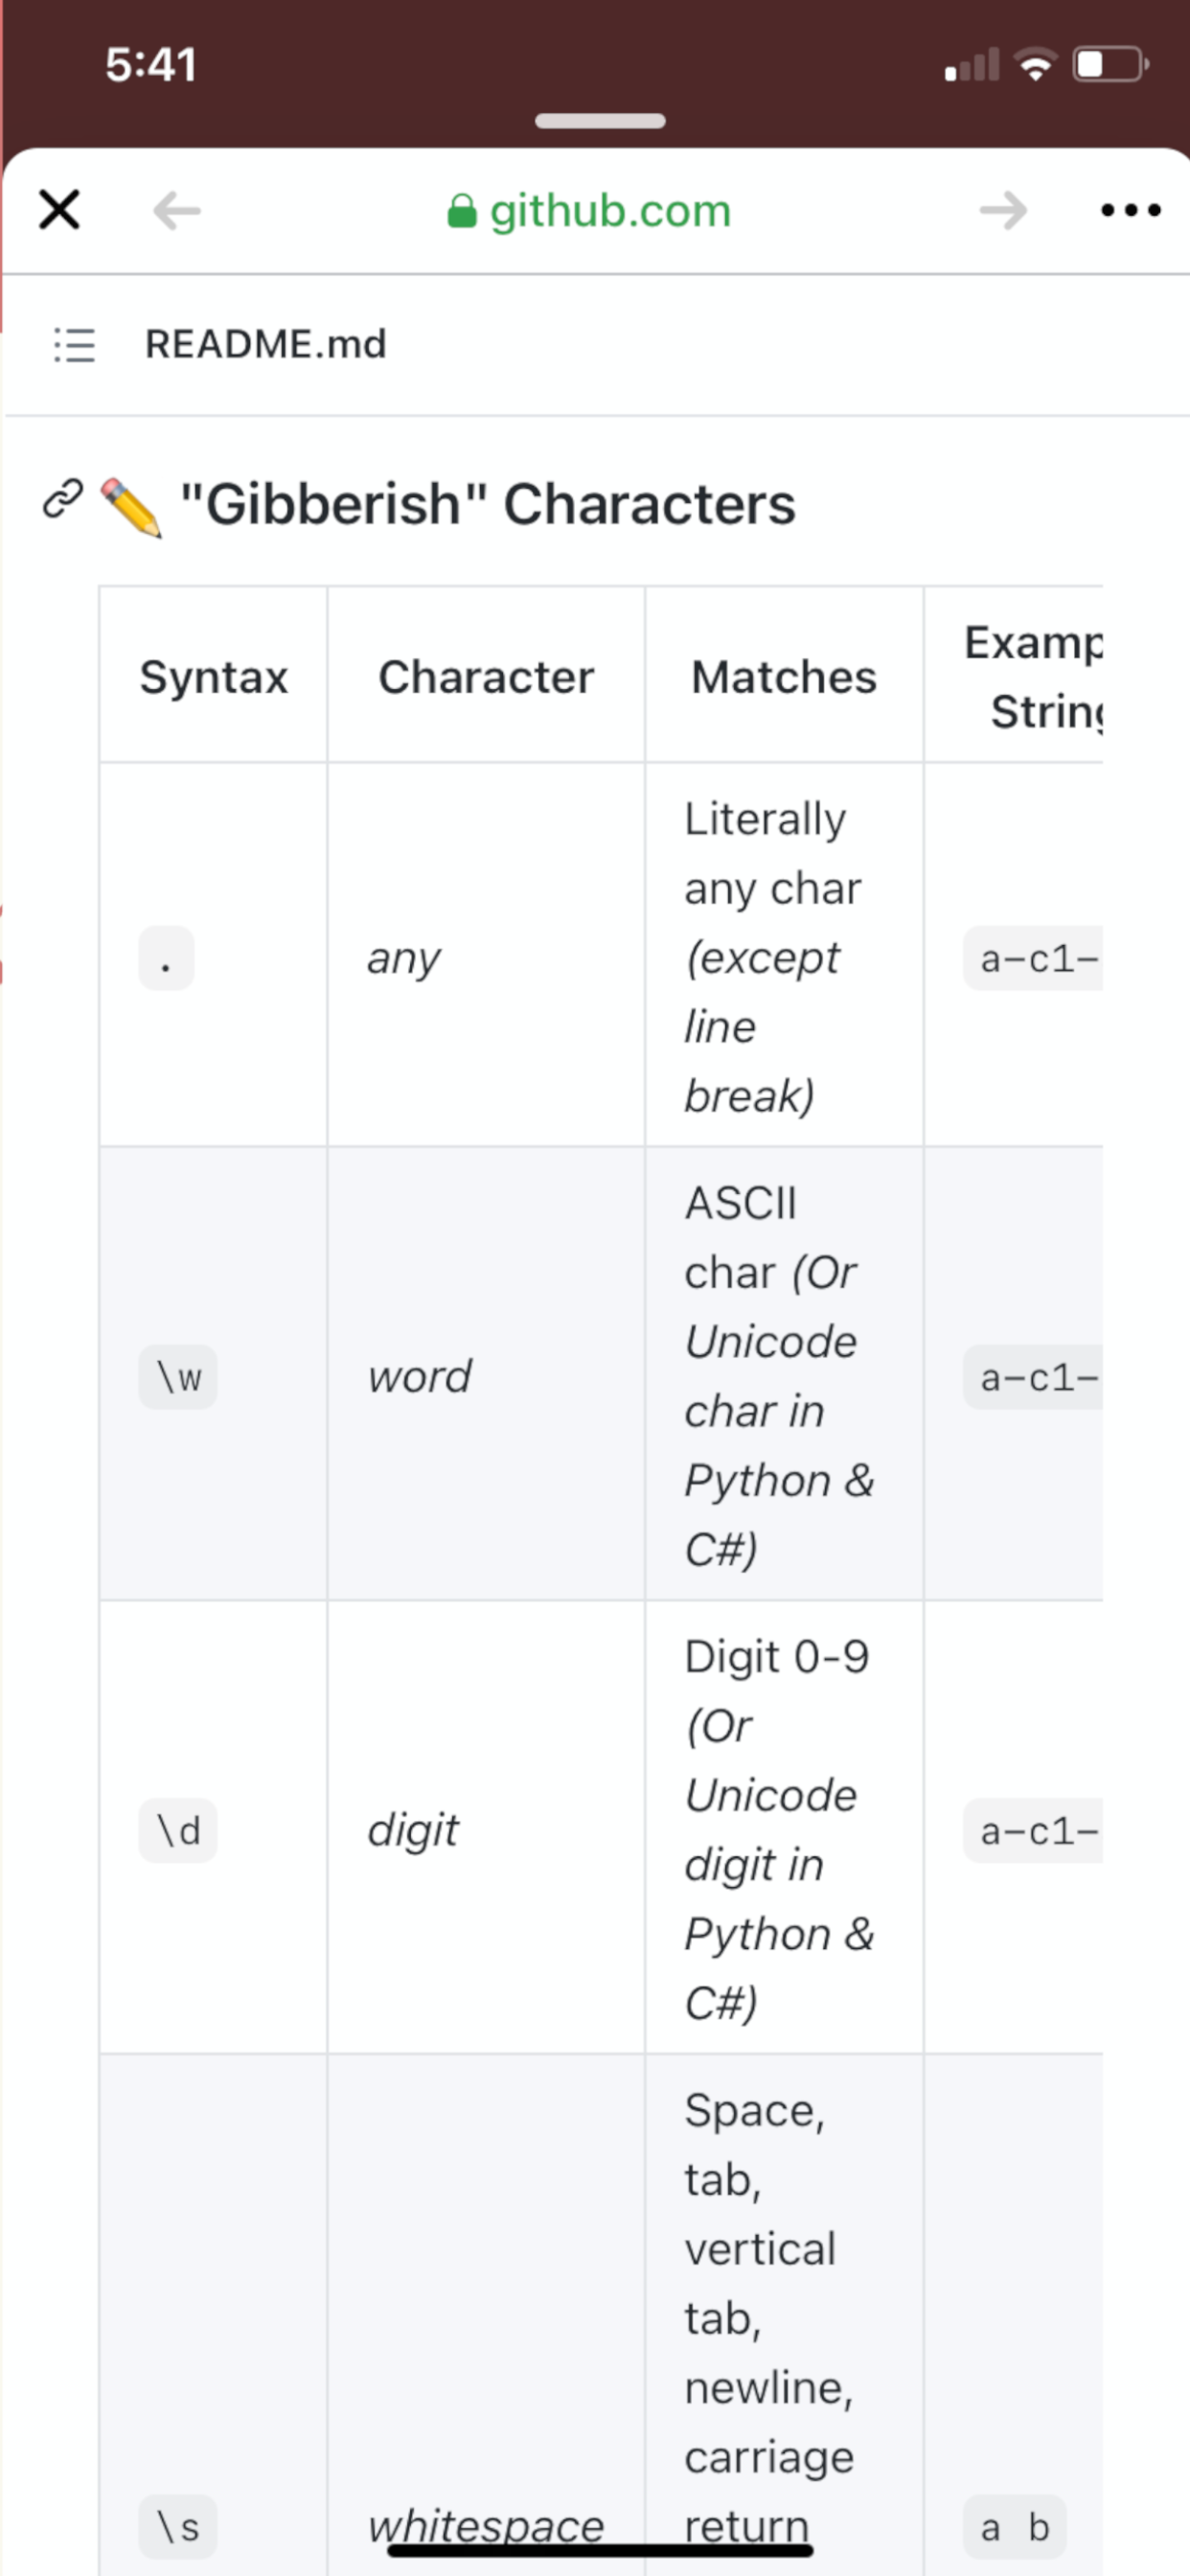 5:41
github.com
README.md
"Gibberish" Characters
Syntax Character Matches Examp
String
. any Literally
any char
(except
line
break) a-c1-
\w word ASCII
char (Or
Unicode
char in
Python &
C#) a-c1-
\d digit Digit 0-9
(Or
Unicode
digit in
Python &
C#) a-c1-
\s whitespace Space,
tab,
vertical
tab,
newline,
carriage
return a b